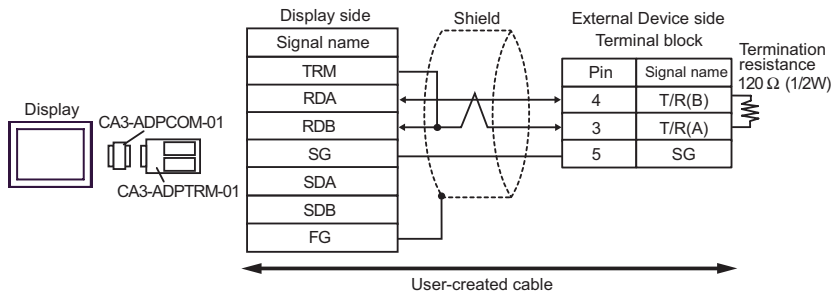 Display side
Shield
External Device side
Terminal block
Signal name
TRM
RDA
RDB
SG
SDA
SDB
FG
Pin Signal name
4 T/R(B)
3 T/R(A)
5 SG
Termination
resistance
120 Ω (1/2W)
Display
CA3-ADPCOM-01
CA3-ADPTRM-01
User-created cable